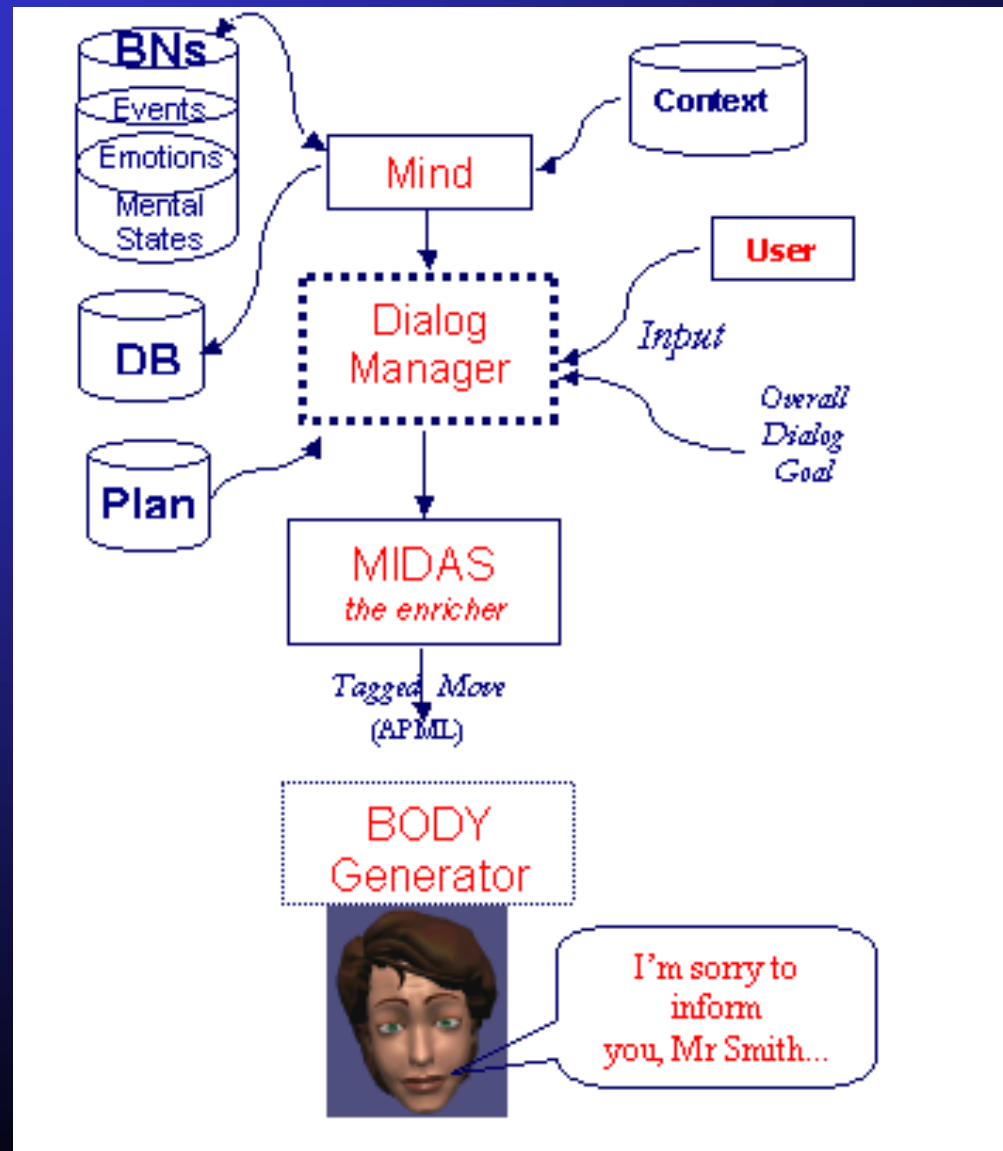 BNs
Events
Emotions
Mental
States
Context
Mind
User
Dialog
Manager
Input
DB
Overall
Dialog
Goal
Plan
MIDAS
the enricher
Tagged Move
(APML)
BODY
Generator
I'm sorry to
inform
you, Mr Smith...